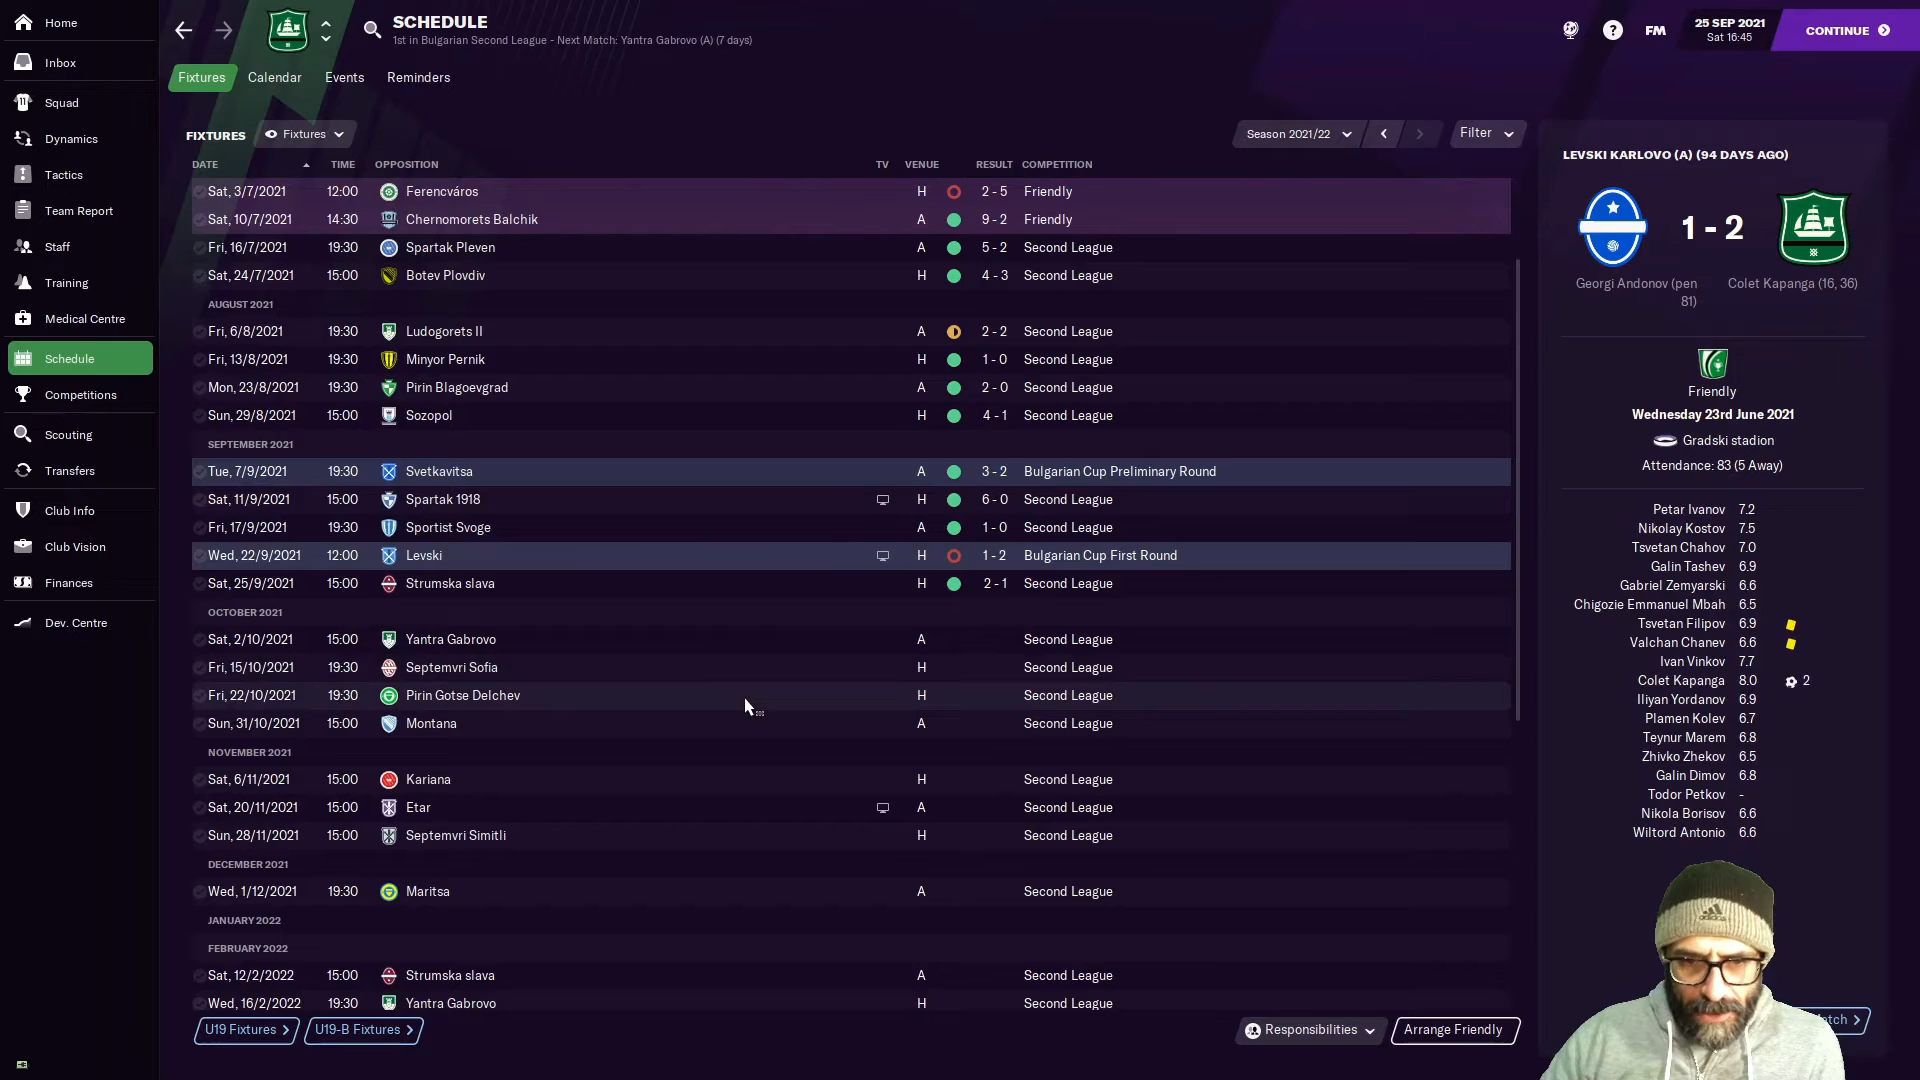 Home
Inbox
Squad
Dynamics
Tactics
Team Report
Staff
Training
Medical Centre
Schedule
Competitions
Scouting
Transfers
Club Info
Club Vision
Finances
Dev. Centre
SCHEDULE
1st in Bulgarian Second League - Next Match: Yantra Gabrovo (A) (7 days)
FM
25 SEP 2021
Sat 16:45
CONTINUE
Fixtures Calendar Events Reminders
FIXTURES Fixtures Season 2021/22 Filter
DATE TIME OPPOSITION TV VENUE RESULT COMPETITION
Sat, 3/7/2021 12:00 Ferencváros H 2 - 5 Friendly
Sat, 10/7/2021 14:30 Chernomorets Balchik A 9 - 2 Friendly
Fri, 16/7/2021 19:30 Spartak Pleven A 5 - 2 Second League
Sat, 24/7/2021 15:00 Botev Plovdiv H 4 - 3 Second League
AUGUST 2021
Fri, 6/8/2021 19:30 Ludogorets II A 2 - 2 Second League
Fri, 13/8/2021 19:30 Minyor Pernik H 1 - 0 Second League
Mon, 23/8/2021 19:30 Pirin Blagoevgrad A 2 - 0 Second League
Sun, 29/8/2021 15:00 Sozopol H 4 - 1 Second League
SEPTEMBER 2021
Tue, 7/9/2021 19:30 Svetkavitsa A 3 - 2 Bulgarian Cup Preliminary Round
Sat, 11/9/2021 15:00 Spartak 1918 H 6 - 0 Second League
Fri, 17/9/2021 19:30 Sportist Svoge A 1 - 0 Second League
Wed, 22/9/2021 12:00 Levski H 1 - 2 Bulgarian Cup First Round
Sat, 25/9/2021 15:00 Strumska slava H 2 - 1 Second League
OCTOBER 2021
Sat, 2/10/2021 15:00 Yantra Gabrovo A Second League
Fri, 15/10/2021 19:30 Septemvri Sofia H Second League
Fri, 22/10/2021 19:30 Pirin Gotse Delchev H Second League
Sun, 31/10/2021 15:00 Montana A Second League
NOVEMBER 2021
Sat, 6/11/2021 15:00 Kariana H Second League
Sat, 20/11/2021 15:00 Etar A Second League
Sun, 28/11/2021 15:00 Septemvri Simitli H Second League
DECEMBER 2021
Wed, 1/12/2021 19:30 Maritsa A Second League
JANUARY 2022
FEBRUARY 2022
Sat, 12/2/2022 15:00 Strumska slava A Second League
Wed, 16/2/2022 19:30 Yantra Gabrovo H Second League
U19 Fixtures U19-B Fixtures Responsibilities Arrange Friendly
LEVSKI KARLOVO (A) (94 DAYS AGO)
1 - 2
Georgi Andonov (pen 81)
Colet Kapanga (16, 36)
Friendly
Wednesday 23rd June 2021
Gradski stadion
Attendance: 83 (5 Away)
Petar Ivanov 7.2
Nikolay Kostov 7.5
Tsvetan Chahov 7.0
Galin Tashev 6.9
Gabriel Zemyarski 6.6
Chigozie Emmanuel Mbah 6.5
Tsvetan Filipov 6.9
Valchan Chanev 6.6
Ivan Vinkov 7.7
Colet Kapanga 8.0 2
Iliyan Yordanov 6.9
Plamen Kolev 6.7
Teynur Marem 6.8
Zhivko Zhekov 6.5
Galin Dimov 6.8
Todor Petkov -
Nikola Borisov 6.6
Wiltord Antonio 6.6
adidas